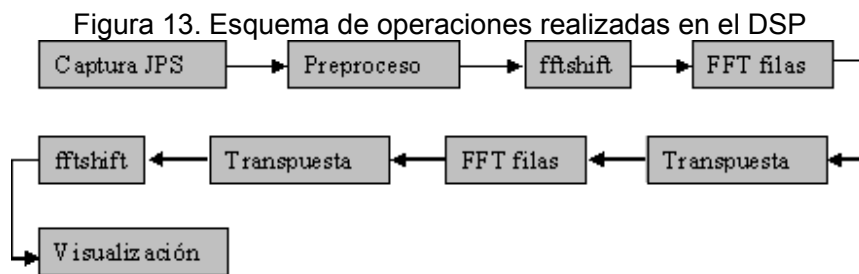 Figura 13. Esquema de operaciones realizadas en el DSP
Captura JPS
Preproceso
fftshift
FFT filas
Transpuesta
FFT filas
Transpuesta
fftshift
Visualización